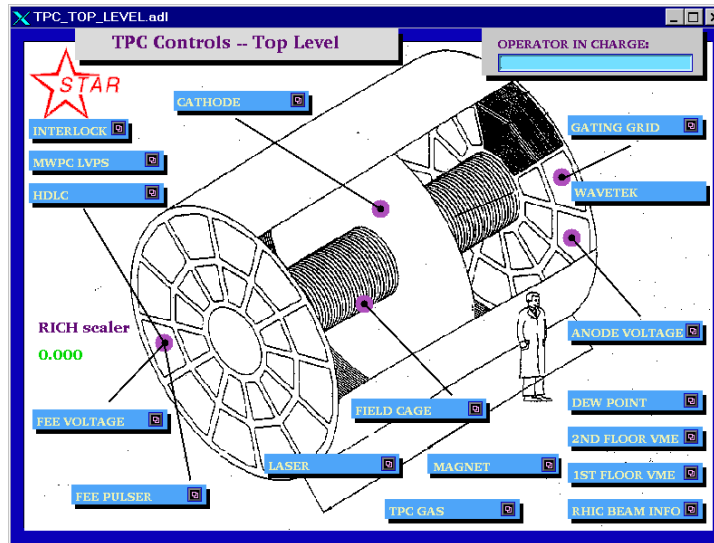 TPC_TOP_LEVEL.adl
TPC Controls -- Top Level
OPERATOR IN CHARGE:
STAR
CATHODE
INTERLOCK
GATING GRID
MWPC LVPS
HDLC
WAVETEK
RICH scaler
0.000
ANODE VOLTAGE
FEE VOLTAGE
FIELD CAGE
DEW POINT
2ND FLOOR VME
LASER
MAGNET
1ST FLOOR VME
FEE PULSER
TPC GAS
RHIC BEAM INFO